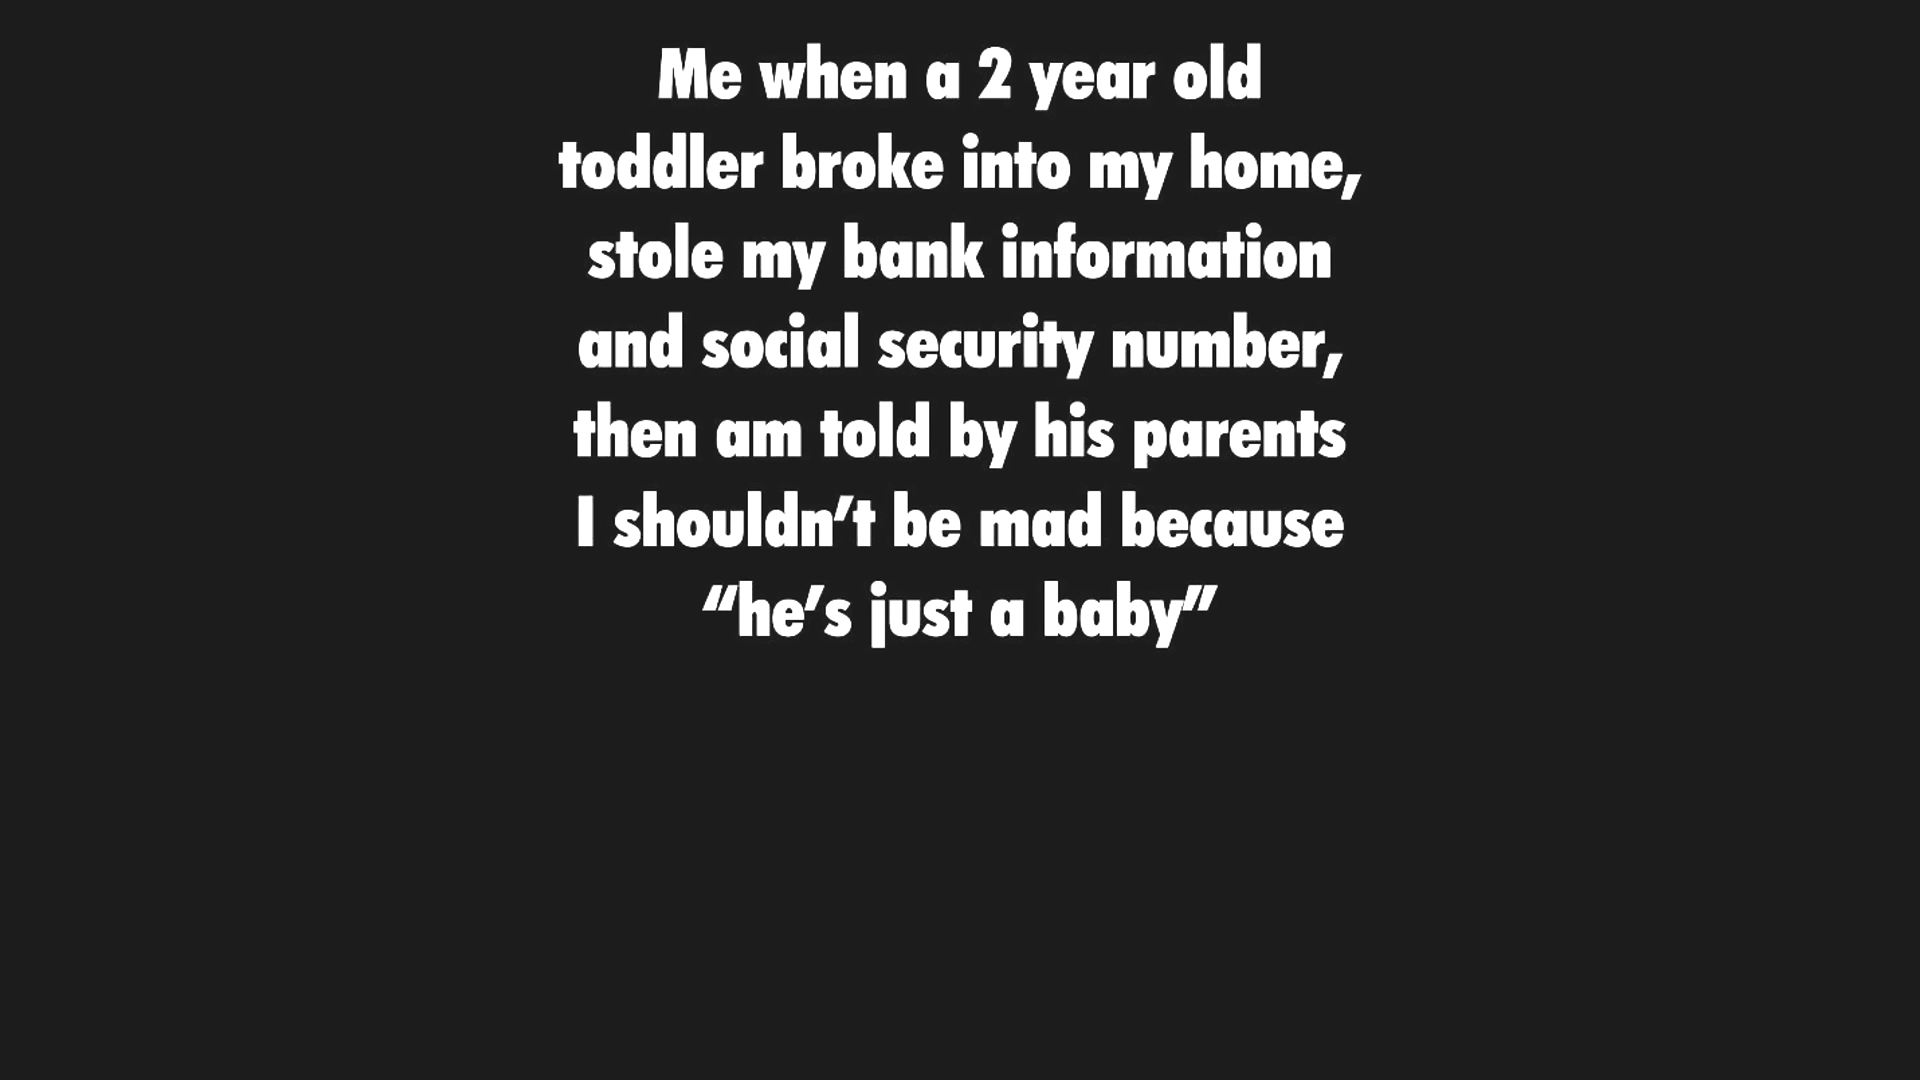 Me when a 2 year old
toddler broke into my home,
stole my bank information
and social security number,
then am told by his parents
I shouldn’t be mad because
“he’s just a baby”